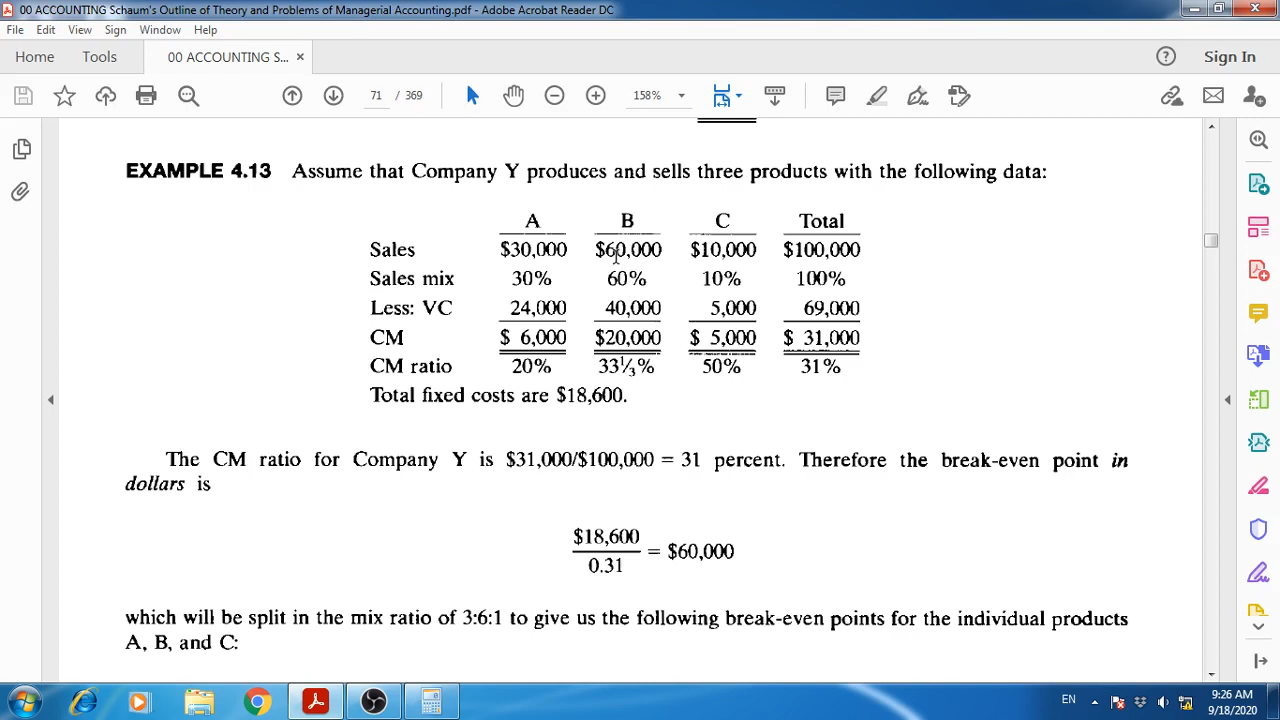 00 ACCOUNTING Schaum's Outline of Theory and Problems of Managerial Accounting.pdf - Adobe Acrobat Reader DC
File Edit View Sign Window Help
Home Tools 00 ACCOUNTING S... × Sign In
71 / 369 158%
EXAMPLE 4.13 Assume that Company Y produces and sells three products with the following data:
A B C Total
Sales $30,000 $60,000 $10,000 $100,000
Sales mix 30% 60% 10% 100%
Less: VC 24,000 40,000 5,000 69,000
CM $ 6,000 $20,000 $ 5,000 $ 31,000
CM ratio 20% 33⅓% 50% 31%
Total fixed costs are $18,600.
The CM ratio for Company Y is $31,000/$100,000 = 31 percent. Therefore the break-even point in
dollars is
$18,600
0.31
= $60,000
which will be split in the mix ratio of 3:6:1 to give us the following break-even points for the individual products
A, B, and C:
EN 9:26 AM
9/18/2020